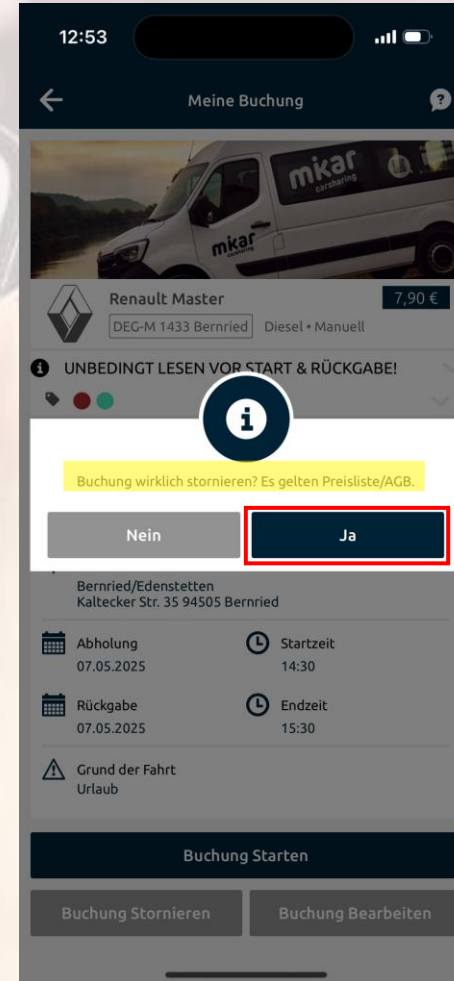 12:53
Meine Buchung
?
mikar
carsharing
mikar
carsharing
Renault Master
7,90 €
DEG-M 1433 Bernried
Diesel • Manuell
UNBEDINGT LESEN VOR START & RÜCKGABE!
i
Buchung wirklich stornieren? Es gelten Preisliste/AGB.
Nein
Ja
Bernried/Edenstetten
Kaltecker Str. 35 94505 Bernried
Abholung
Startzeit
07.05.2025
14:30
Rückgabe
Endzeit
07.05.2025
15:30
Grund der Fahrt
Urlaub
Buchung Starten
Buchung Stornieren
Buchung Bearbeiten